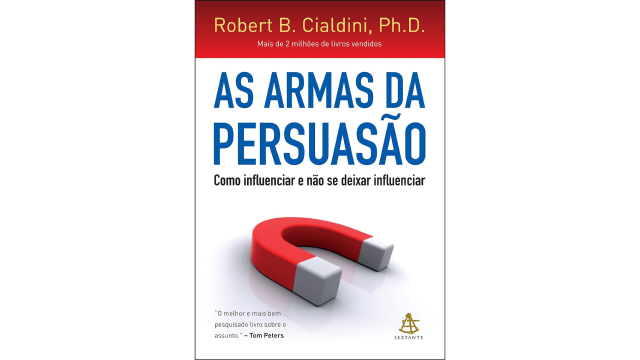 Robert B. Cialdini, Ph.D.
Mais de 2 milhões de livros vendidos
AS ARMAS DA
PERSUASÃO
Como influenciar e não se deixar influenciar
"O melhor e mais bem
pesquisado livro sobre o
assunto." – Tom Peters
SEXTANTE